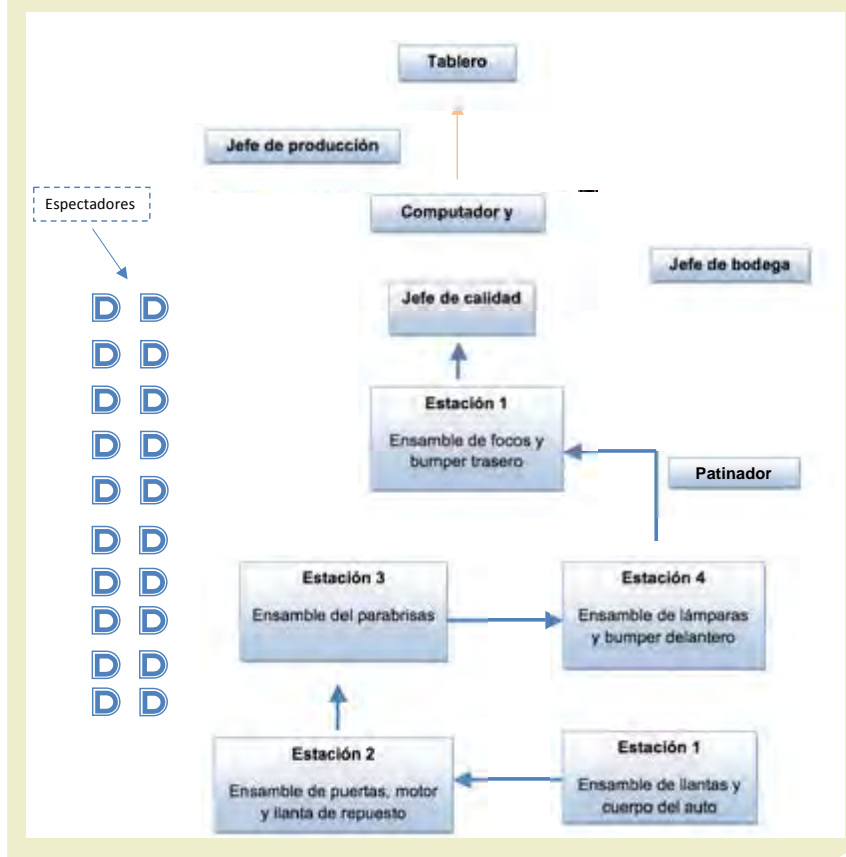 Tablero
Jefe de producción
Espectadores
Computador y
Jefe de bodega
Jefe de calidad
Estación 1
Ensamble de focos y
bumper trasero
Patinador
Estación 3
Ensamble del parabrisas
Estación 4
Ensamble de lámparas
y bumper delantero
Estación 2
Ensamble de puertas, motor
y llanta de repuesto
Estación 1
Ensamble de llantas y
cuerpo del auto